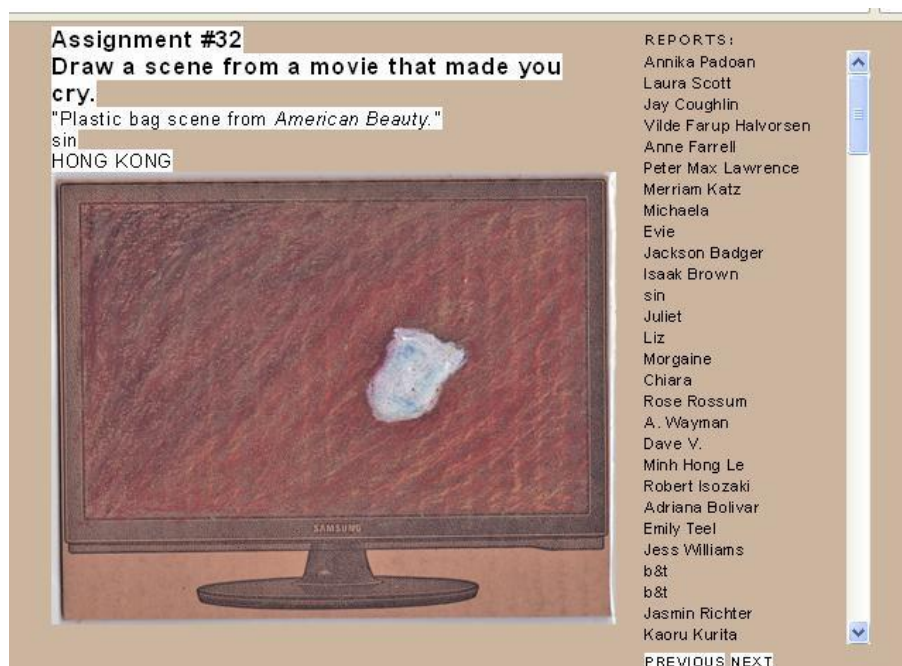 Assignment #32
Draw a scene from a movie that made you
cry.
"Plastic bag scene from American Beauty."
sin
HONG KONG
SAMSUNG
REPORTS:
Annika Padoan
Laura Scott
Jay Coughlin
Vilde Farup Halvorsen
Anne Farrell
Peter Max Lawrence
Merriam Katz
Michaela
Evie
Jackson Badger
Isaak Brown
sin
Juliet
Liz
Morgaine
Chiara
Rose Rossum
A. Wayman
Dave V.
Minh Hong Le
Robert Isozaki
Adriana Bolivar
Emily Teel
Jess Williams
b&t
b&t
Jasmin Richter
Kaoru Kurita
PREVIOUS NEXT